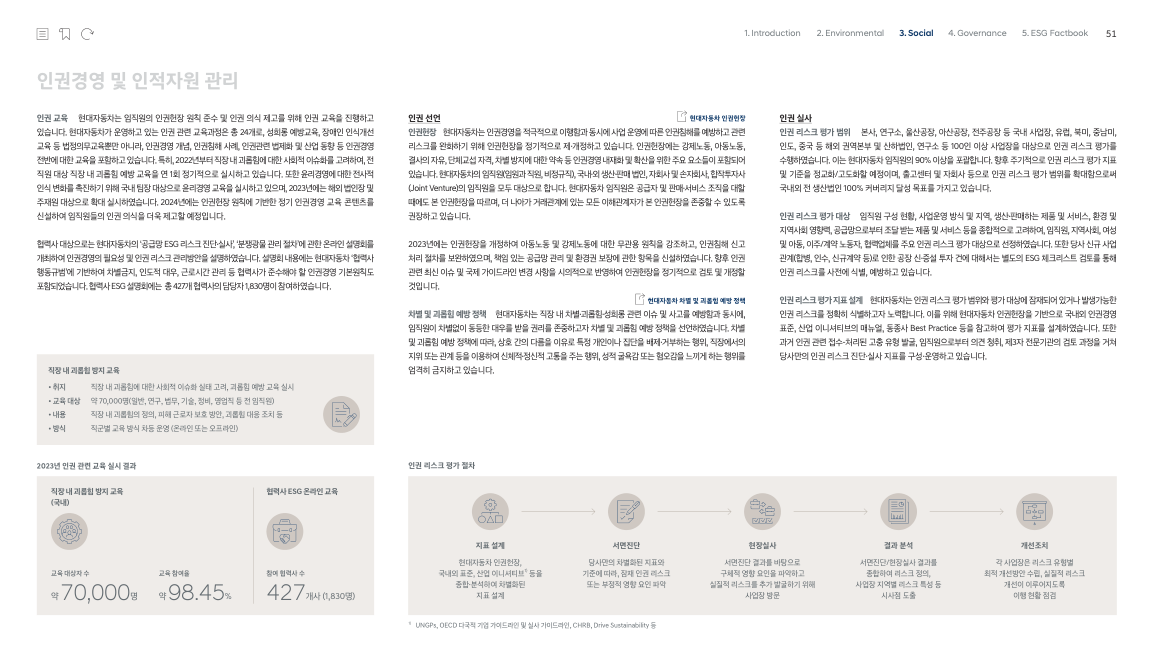 1. Introduction 2. Environmental 3. Social 4. Governance 5. ESG Factbook 51
인권경영 및 인적자원 관리
인권 교육 현대자동차는 임직원의 인권헌장 원칙 준수 및 인권 의식 제고를 위해 인권 교육을 진행하고
있습니다. 현대자동차가 운영하고 있는 인권 관련 교육과정은 총 24개로, 성희롱 예방교육, 장애인 인식개선
교육 등 법정의무교육뿐만 아니라, 인권경영 개념, 인권침해 사례, 인권관련 법제화 및 산업 동향 등 인권경영
전반에 대한 교육을 포함하고 있습니다. 특히, 2022년부터 직장 내 괴롭힘에 대한 사회적 이슈화를 고려하여, 전
직원 대상 직장 내 괴롭힘 예방 교육을 연 1회 정기적으로 실시하고 있습니다. 또한 윤리경영에 대한 전사적
인식 변화를 촉진하기 위해 국내 팀장 대상으로 윤리경영 교육을 실시하고 있으며, 2023년에는 해외 법인장 및
주재원 대상으로 확대 실시하였습니다. 2024년에는 인권헌장 원칙에 기반한 정기 인권경영 교육 콘텐츠를
신설하여 임직원들의 인권 의식을 더욱 제고할 예정입니다.
협력사 대상으로는 현대자동차의 '공급망 ESG 리스크 진단·실사', '분쟁광물 관리 절차'에 관한 온라인 설명회를
개최하여 인권경영의 필요성 및 인권 리스크 관리방안을 설명하였습니다. 설명회 내용에는 현대자동차 '협력사
행동규범'에 기반하여 차별금지, 인도적 대우, 근로시간 관리 등 협력사가 준수해야 할 인권경영 기본원칙도
포함되었습니다. 협력사 ESG 설명회에는 총 427개 협력사의 담당자 1,830명이 참여하였습니다.
직장 내 괴롭힘 방지 교육
• 취지 직장 내 괴롭힘에 대한 사회적 이슈화 실태 고려, 괴롭힘 예방 교육 실시
• 교육 대상 약 70,000명(일반, 연구, 법무, 기술, 정비, 영업직 등 전 임직원)
• 내용 직장 내 괴롭힘의 정의, 피해 근로자 보호 방안, 괴롭힘 대응 조치 등
• 방식 직군별 교육 방식 차등 운영 (온라인 또는 오프라인)
2023년 인권 관련 교육 실시 결과
직장 내 괴롭힘 방지 교육
(국내)
교육 대상자 수
약 70,000명
교육 참여율
약 98.45%
협력사 ESG 온라인 교육
참여 협력사 수
427개사 (1,830명)
인권 선언
현대자동차 인권헌장
인권헌장 현대자동차는 인권경영을 적극적으로 이행함과 동시에 사업 운영에 따른 인권침해를 예방하고 관련
리스크를 완화하기 위해 인권헌장을 정기적으로 제·개정하고 있습니다. 인권헌장에는 강제노동, 아동노동,
결사의 자유, 단체교섭 자격, 차별 방지에 대한 약속 등 인권경영 내재화 및 확산을 위한 주요 요소들이 포함되어
있습니다. 현대자동차의 임직원(임원과 직원, 비정규직), 국내외 생산·판매 법인, 자회사 및 손자회사, 합작투자사
(Joint Venture)의 임직원을 모두 대상으로 합니다. 현대자동차 임직원은 공급자 및 판매·서비스 조직을 대할
때에도 본 인권헌장을 따르며, 더 나아가 거래관계에 있는 모든 이해관계자가 본 인권헌장을 존중할 수 있도록
권장하고 있습니다.
2023년에는 인권헌장을 개정하여 아동노동 및 강제노동에 대한 무관용 원칙을 강조하고, 인권침해 신고
처리 절차를 보완하였으며, 책임 있는 공급망 관리 및 환경권 보장에 관한 항목을 신설하였습니다. 향후 인권
관련 최신 이슈 및 국제 가이드라인 변경 사항을 시의적으로 반영하여 인권헌장을 정기적으로 검토 및 개정할
것입니다.
현대자동차 차별 및 괴롭힘 예방 정책
차별 및 괴롭힘 예방 정책 현대자동차는 직장 내 차별·괴롭힘·성희롱 관련 이슈 및 사고를 예방함과 동시에,
임직원이 차별없이 동등한 대우를 받을 권리를 존중하고자 차별 및 괴롭힘 예방 정책을 선언하였습니다. 차별
및 괴롭힘 예방 정책에 따라, 상호 간의 다름을 이유로 특정 개인이나 집단을 배제·거부하는 행위, 직장에서의
지위 또는 관계 등을 이용하여 신체적·정신적 고통을 주는 행위, 성적 굴욕감 또는 혐오감을 느끼게 하는 행위를
엄격히 금지하고 있습니다.
인권 실사
인권 리스크 평가 범위 본사, 연구소, 울산공장, 아산공장, 전주공장 등 국내 사업장, 유럽, 북미, 중남미,
인도, 중국 등 해외 권역본부 및 산하법인, 연구소 등 100인 이상 사업장을 대상으로 인권 리스크 평가를
수행하였습니다. 이는 현대자동차 임직원의 90% 이상을 포괄합니다. 향후 주기적으로 인권 리스크 평가 지표
및 기준을 정교화/고도화할 예정이며, 출고센터 및 자회사 등으로 인권 리스크 평가 범위를 확대함으로써
국내외 전 생산법인 100% 커버리지 달성 목표를 가지고 있습니다.
인권 리스크 평가 대상 임직원 구성 현황, 사업운영 방식 및 지역, 생산·판매하는 제품 및 서비스, 환경 및
지역사회 영향력, 공급망으로부터 조달 받는 제품 및 서비스 등을 종합적으로 고려하여, 임직원, 지역사회, 여성
및 아동, 이주/계약 노동자, 협력업체를 주요 인권 리스크 평가 대상으로 선정하였습니다. 또한 당사 신규 사업
관계(합병, 인수, 신규계약 등)로 인한 공장 신·증설 투자 건에 대해서는 별도의 ESG 체크리스트 검토를 통해
인권 리스크를 사전에 식별, 예방하고 있습니다.
인권 리스크 평가 지표 설계 현대자동차는 인권 리스크 평가 범위와 평가 대상에 잠재되어 있거나 발생가능한
인권 리스크를 정확히 식별하고자 노력합니다. 이를 위해 현대자동차 인권헌장을 기반으로 국내외 인권경영
표준, 산업 이니셔티브의 매뉴얼, 동종사 Best Practice 등을 참고하여 평가 지표를 설계하였습니다. 또한
과거 인권 관련 접수·처리된 고충 유형 발굴, 임직원으로부터 의견 청취, 제3자 전문기관의 검토 과정을 거쳐
당사만의 인권 리스크 진단·실사 지표를 구성·운영하고 있습니다.
인권 리스크 평가 절차
지표 설계
현대자동차 인권헌장,
국내외 표준, 산업 이니셔티브¹⁾ 등을
종합·분석하여 차별화된
지표 설계
서면진단
당사만의 차별화된 지표와
기준에 따라, 잠재 인권 리스크
또는 부정적 영향 요인 파악
현장실사
서면진단 결과를 바탕으로
구체적 영향 요인을 파악하고
실질적 리스크를 추가 발굴하기 위해
사업장 방문
결과 분석
서면진단/현장실사 결과를
종합하여 리스크 정의,
사업장 지역별 리스크 특성 등
시사점 도출
개선조치
각 사업장은 리스크 유형별
최적 개선방안 수립, 실질적 리스크
개선이 이루어지도록
이행 현황 점검
¹⁾ UNGPs, OECD 다국적 기업 가이드라인 및 실사 가이드라인, CHRB, Drive Sustainability 등